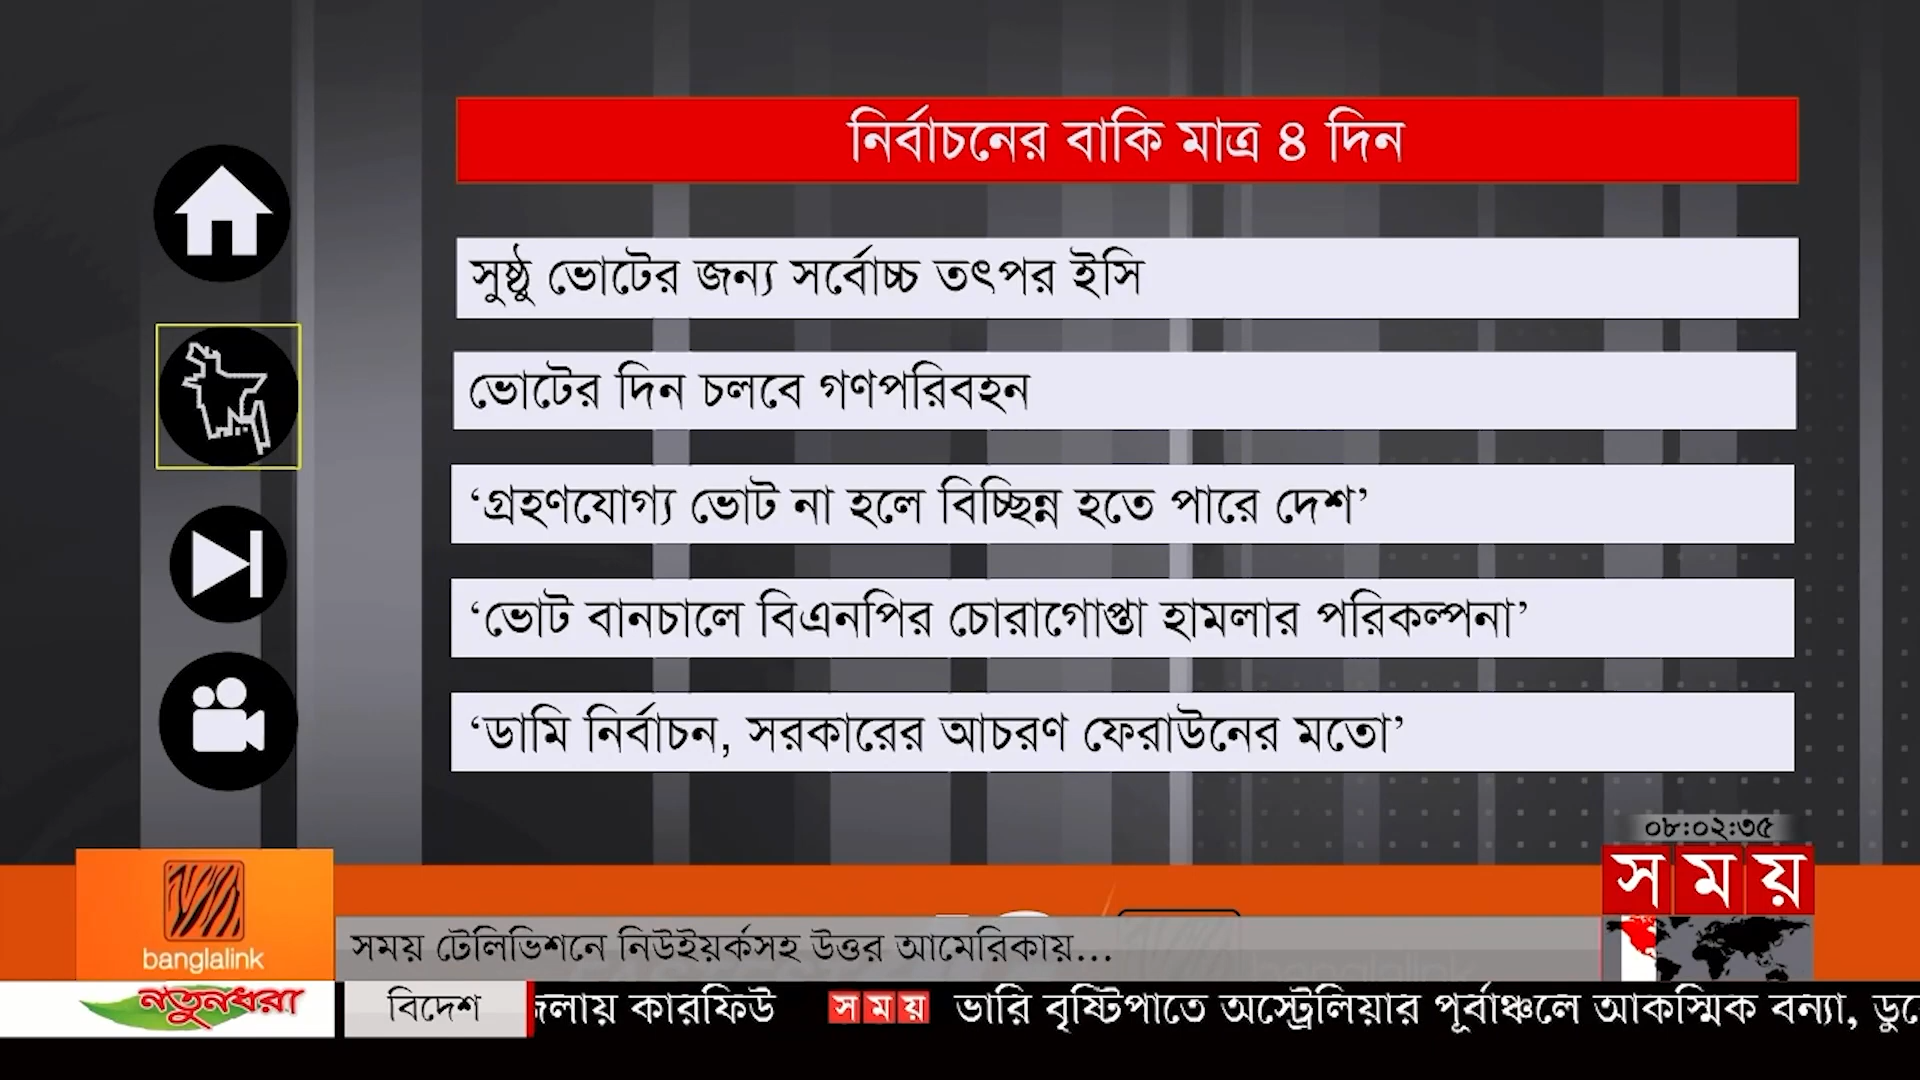 নির্বাচনের বাকি মাত্র ৪ দিন
সুষ্ঠু ভোটের জন্য সর্বোচ্চ তৎপর ইসি
ভোটের দিন চলবে গণপরিবহন
‘গ্রহণযোগ্য ভোট না হলে বিচ্ছিন্ন হতে পারে দেশ’
‘ভোট বানচালে বিএনপির চোরাগোপ্তা হামলার পরিকল্পনা’
‘ডামি নির্বাচন, সরকারের আচরণ ফেরাউনের মতো’
০৮:০২:৩৫
সময়
banglalink
সময় টেলিভিশনে নিউইয়র্কসহ উত্তর আমেরিকায়...
নতুনধরা
বিদেশ
জলায় কারফিউ সময় ভারি বৃষ্টিপাতে অস্ট্রেলিয়ার পূর্বাঞ্চলে আকস্মিক বন্যা,